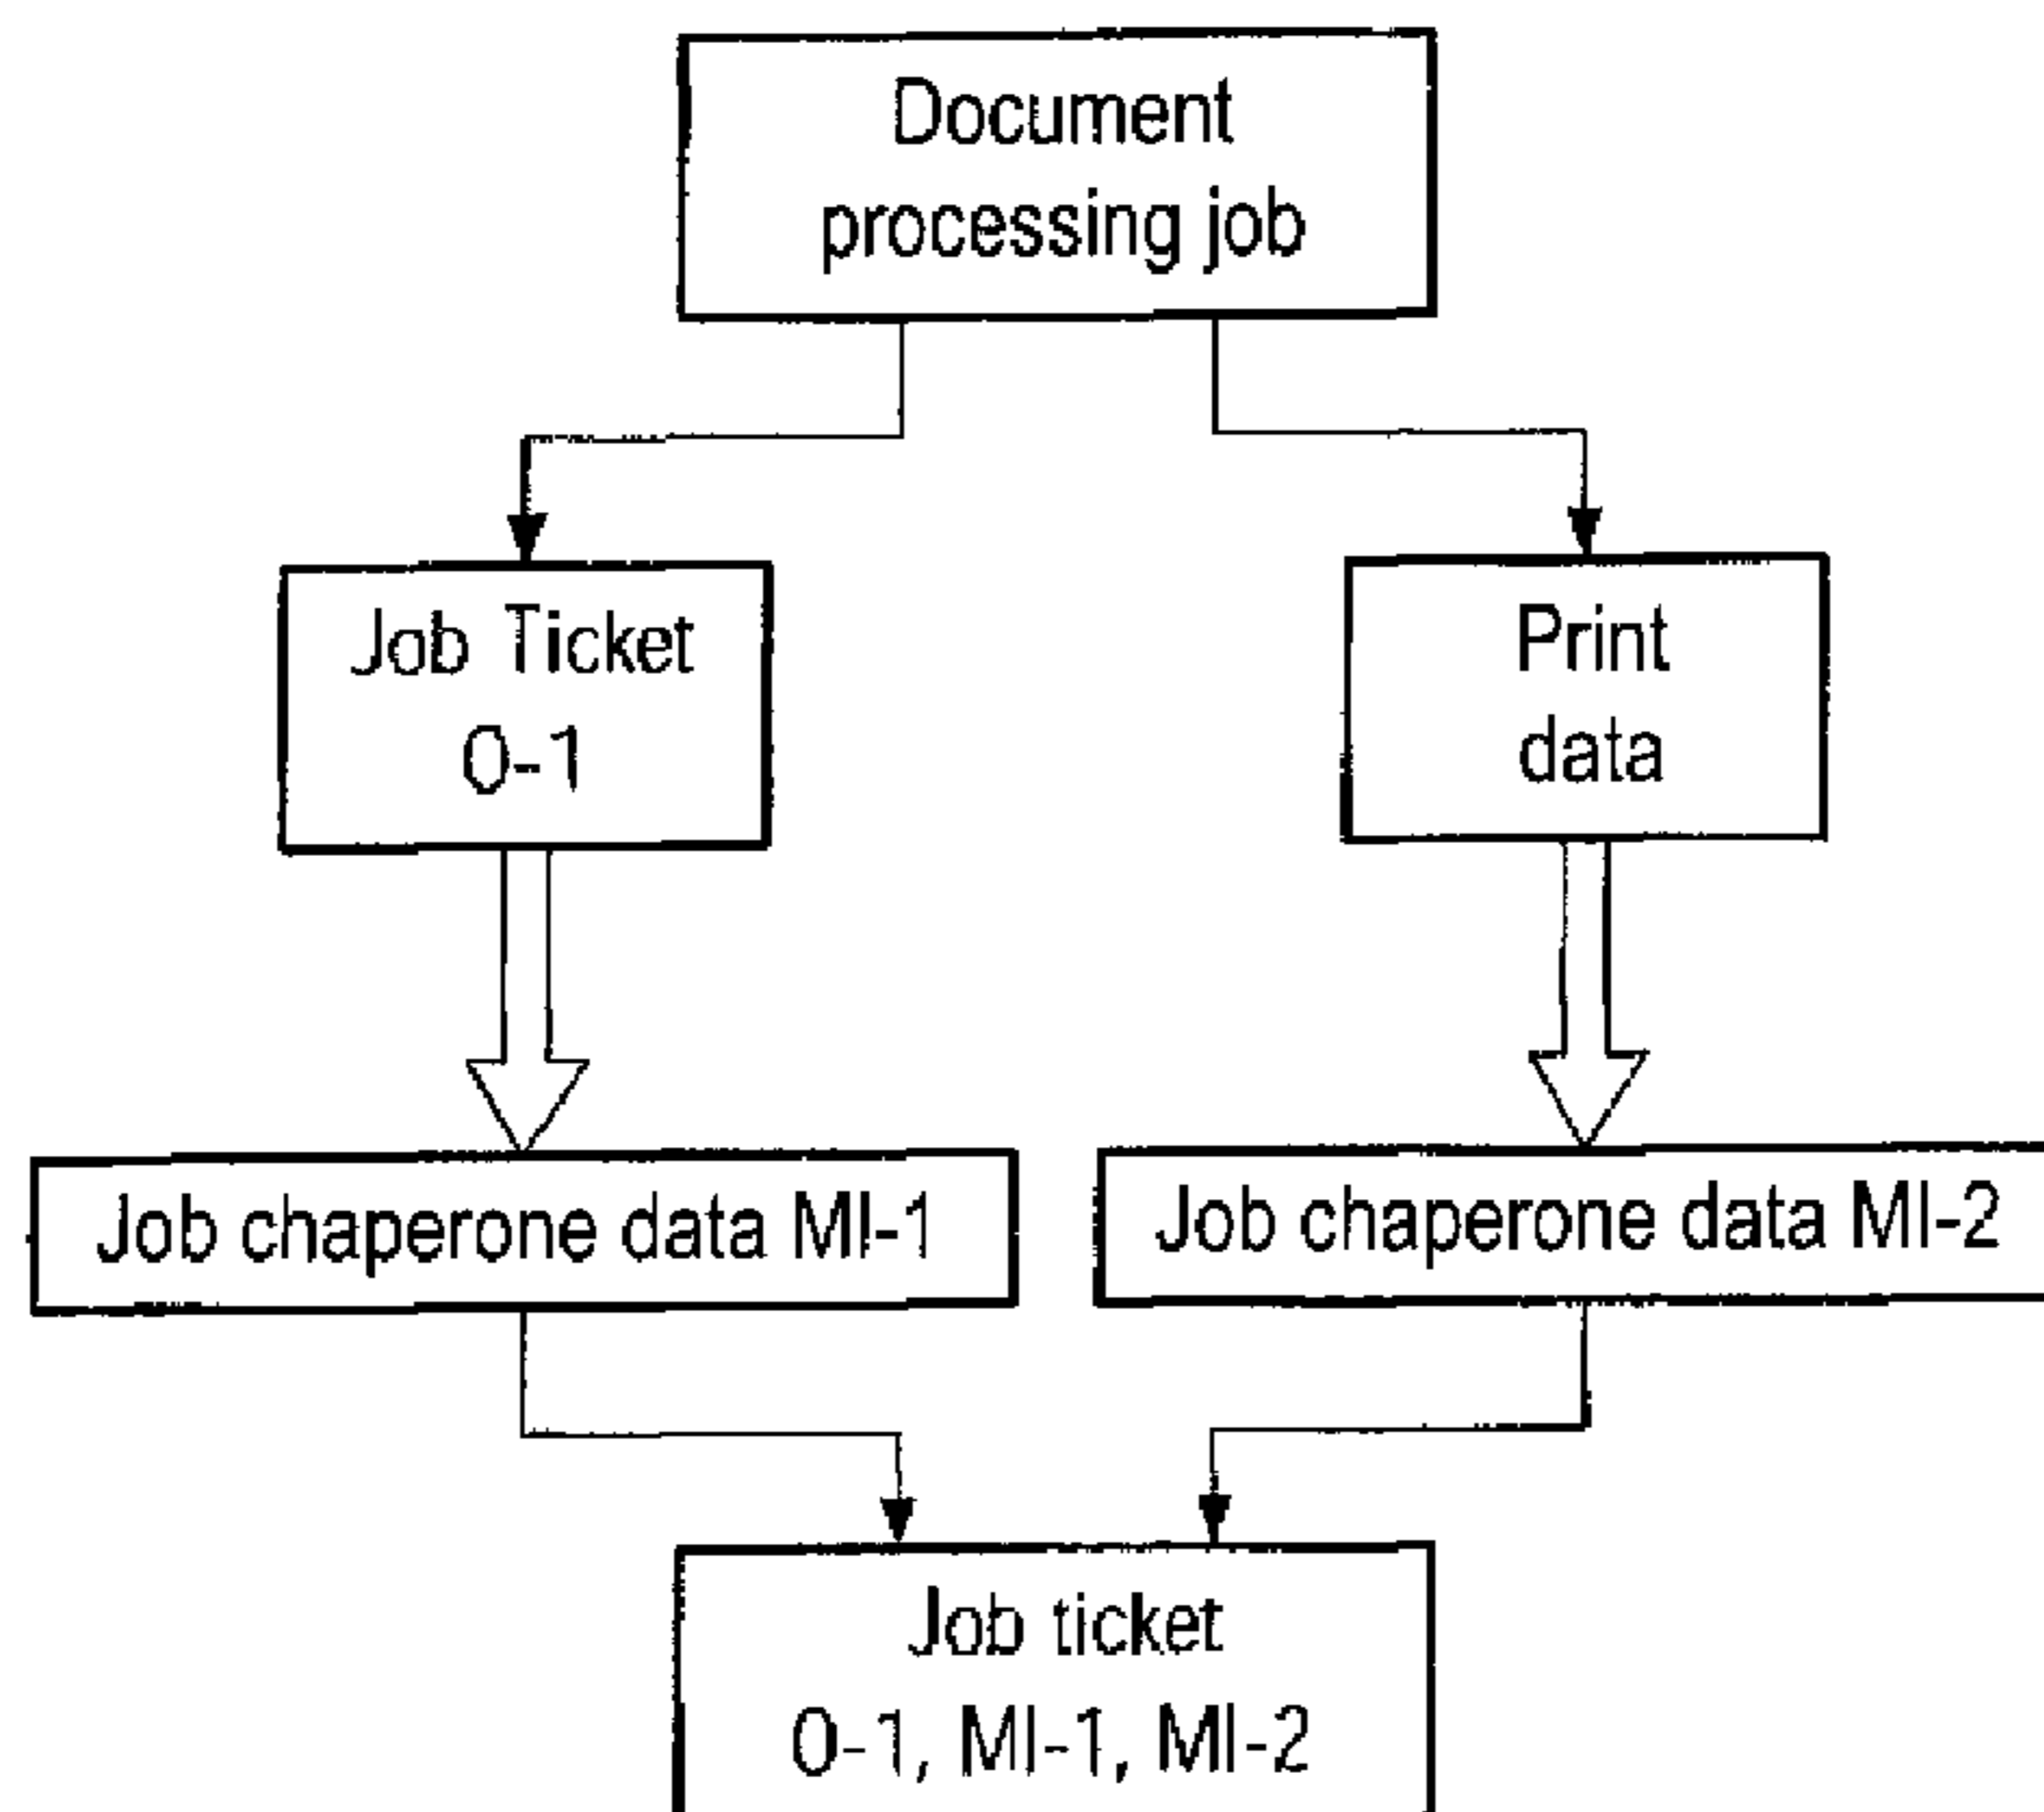 Document
processing job
Job Ticket
0-1
Print
data
Job chaperone data MI-1
Job chaperone data MI-2
Job ticket
0-1, MI-1, MI-2